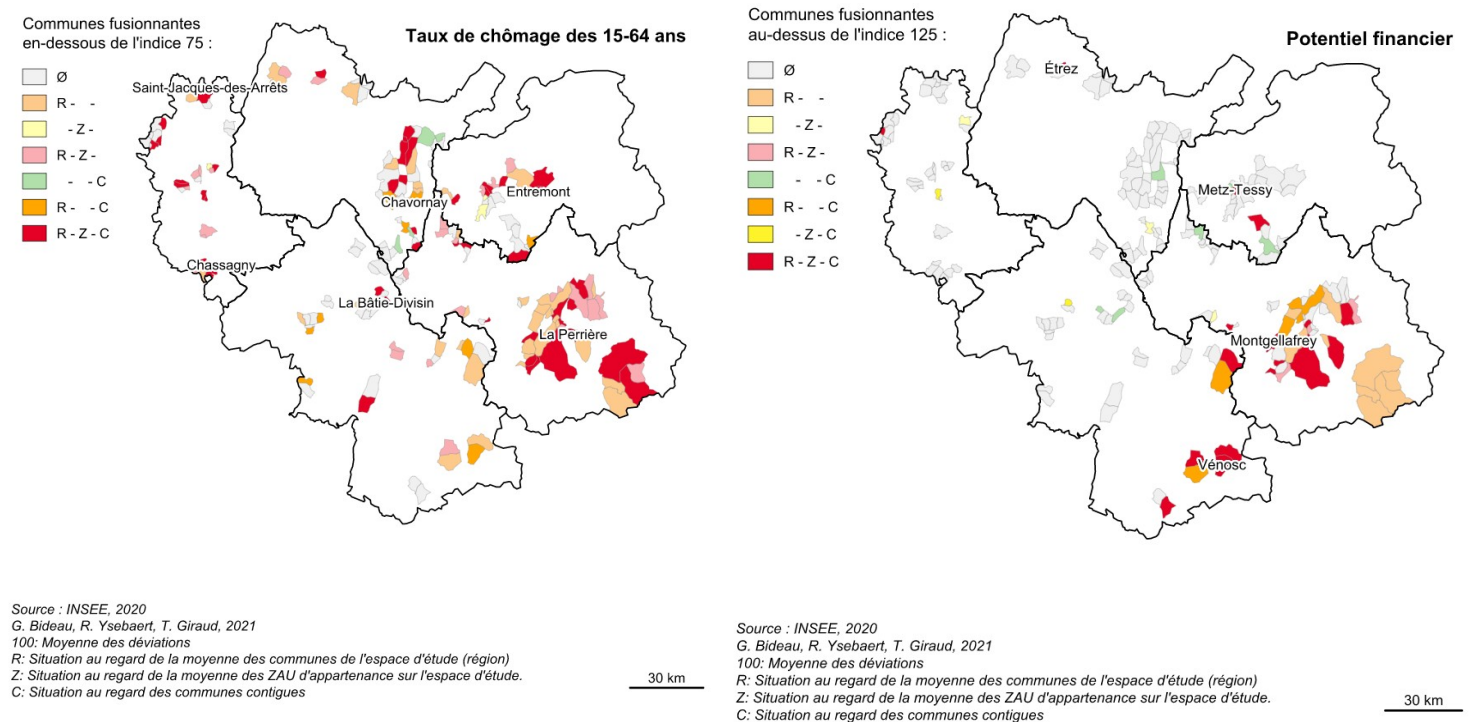 Communes fusionnantes
en-dessous de l'indice 75 :
Taux de chômage des 15-64 ans
Ø
R - -
- Z -
R - Z -
- - C
R - - C
R - Z - C
Saint-Jacques-des-Arrêts
Entremont
Chavornay
Chassagny
La Bâtie-Divisin
La Perrière
Source : INSEE, 2020
G. Bideau, R. Ysebaert, T. Giraud, 2021
100: Moyenne des déviations
R: Situation au regard de la moyenne des communes de l'espace d'étude (région)
Z: Situation au regard de la moyenne des ZAU d'appartenance sur l'espace d'étude.
C: Situation au regard des communes contigues
30 km
Communes fusionnantes
au-dessus de l'indice 125 :
Potentiel financier
Ø
R - -
- Z -
R - Z -
- - C
R - - C
- Z - C
R - Z - C
Étrez
Metz-Tessy
Montgellafrey
Vénosc
Source : INSEE, 2020
G. Bideau, R. Ysebaert, T. Giraud, 2021
100: Moyenne des déviations
R: Situation au regard de la moyenne des communes de l'espace d'étude (région)
Z: Situation au regard de la moyenne des ZAU d'appartenance sur l'espace d'étude.
C: Situation au regard des communes contigues
30 km